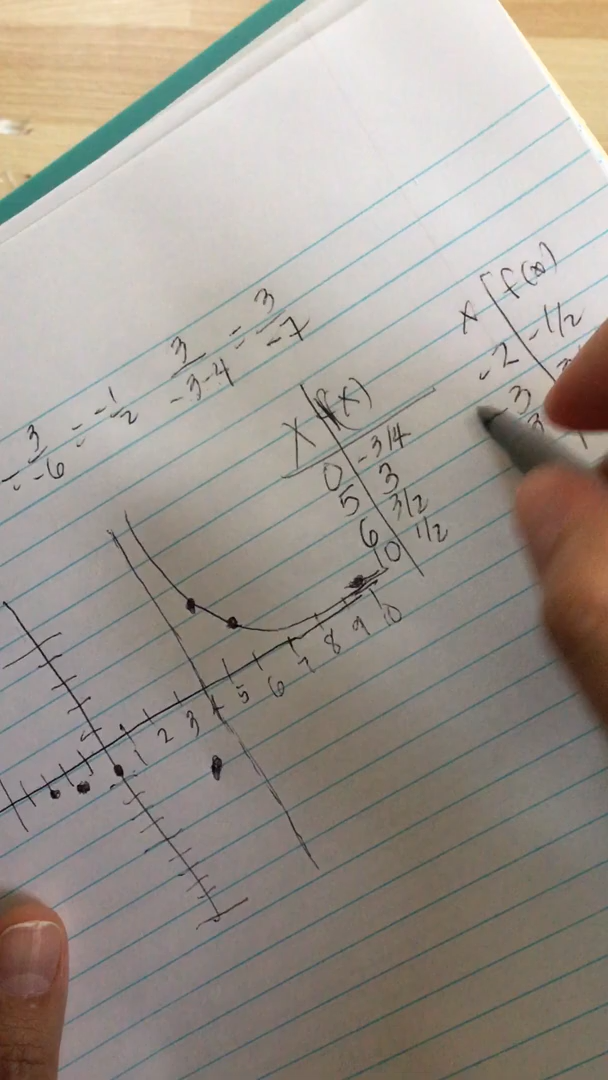 = 3/-6 = -1/2
3/-3-4 = 3/-7
x f(x)
-2 -1/2
-3
3
X f(x)
0 -3/4
5 3
6 3/2
10 1/2
1 2 3 4 5 6 7 8 9 10